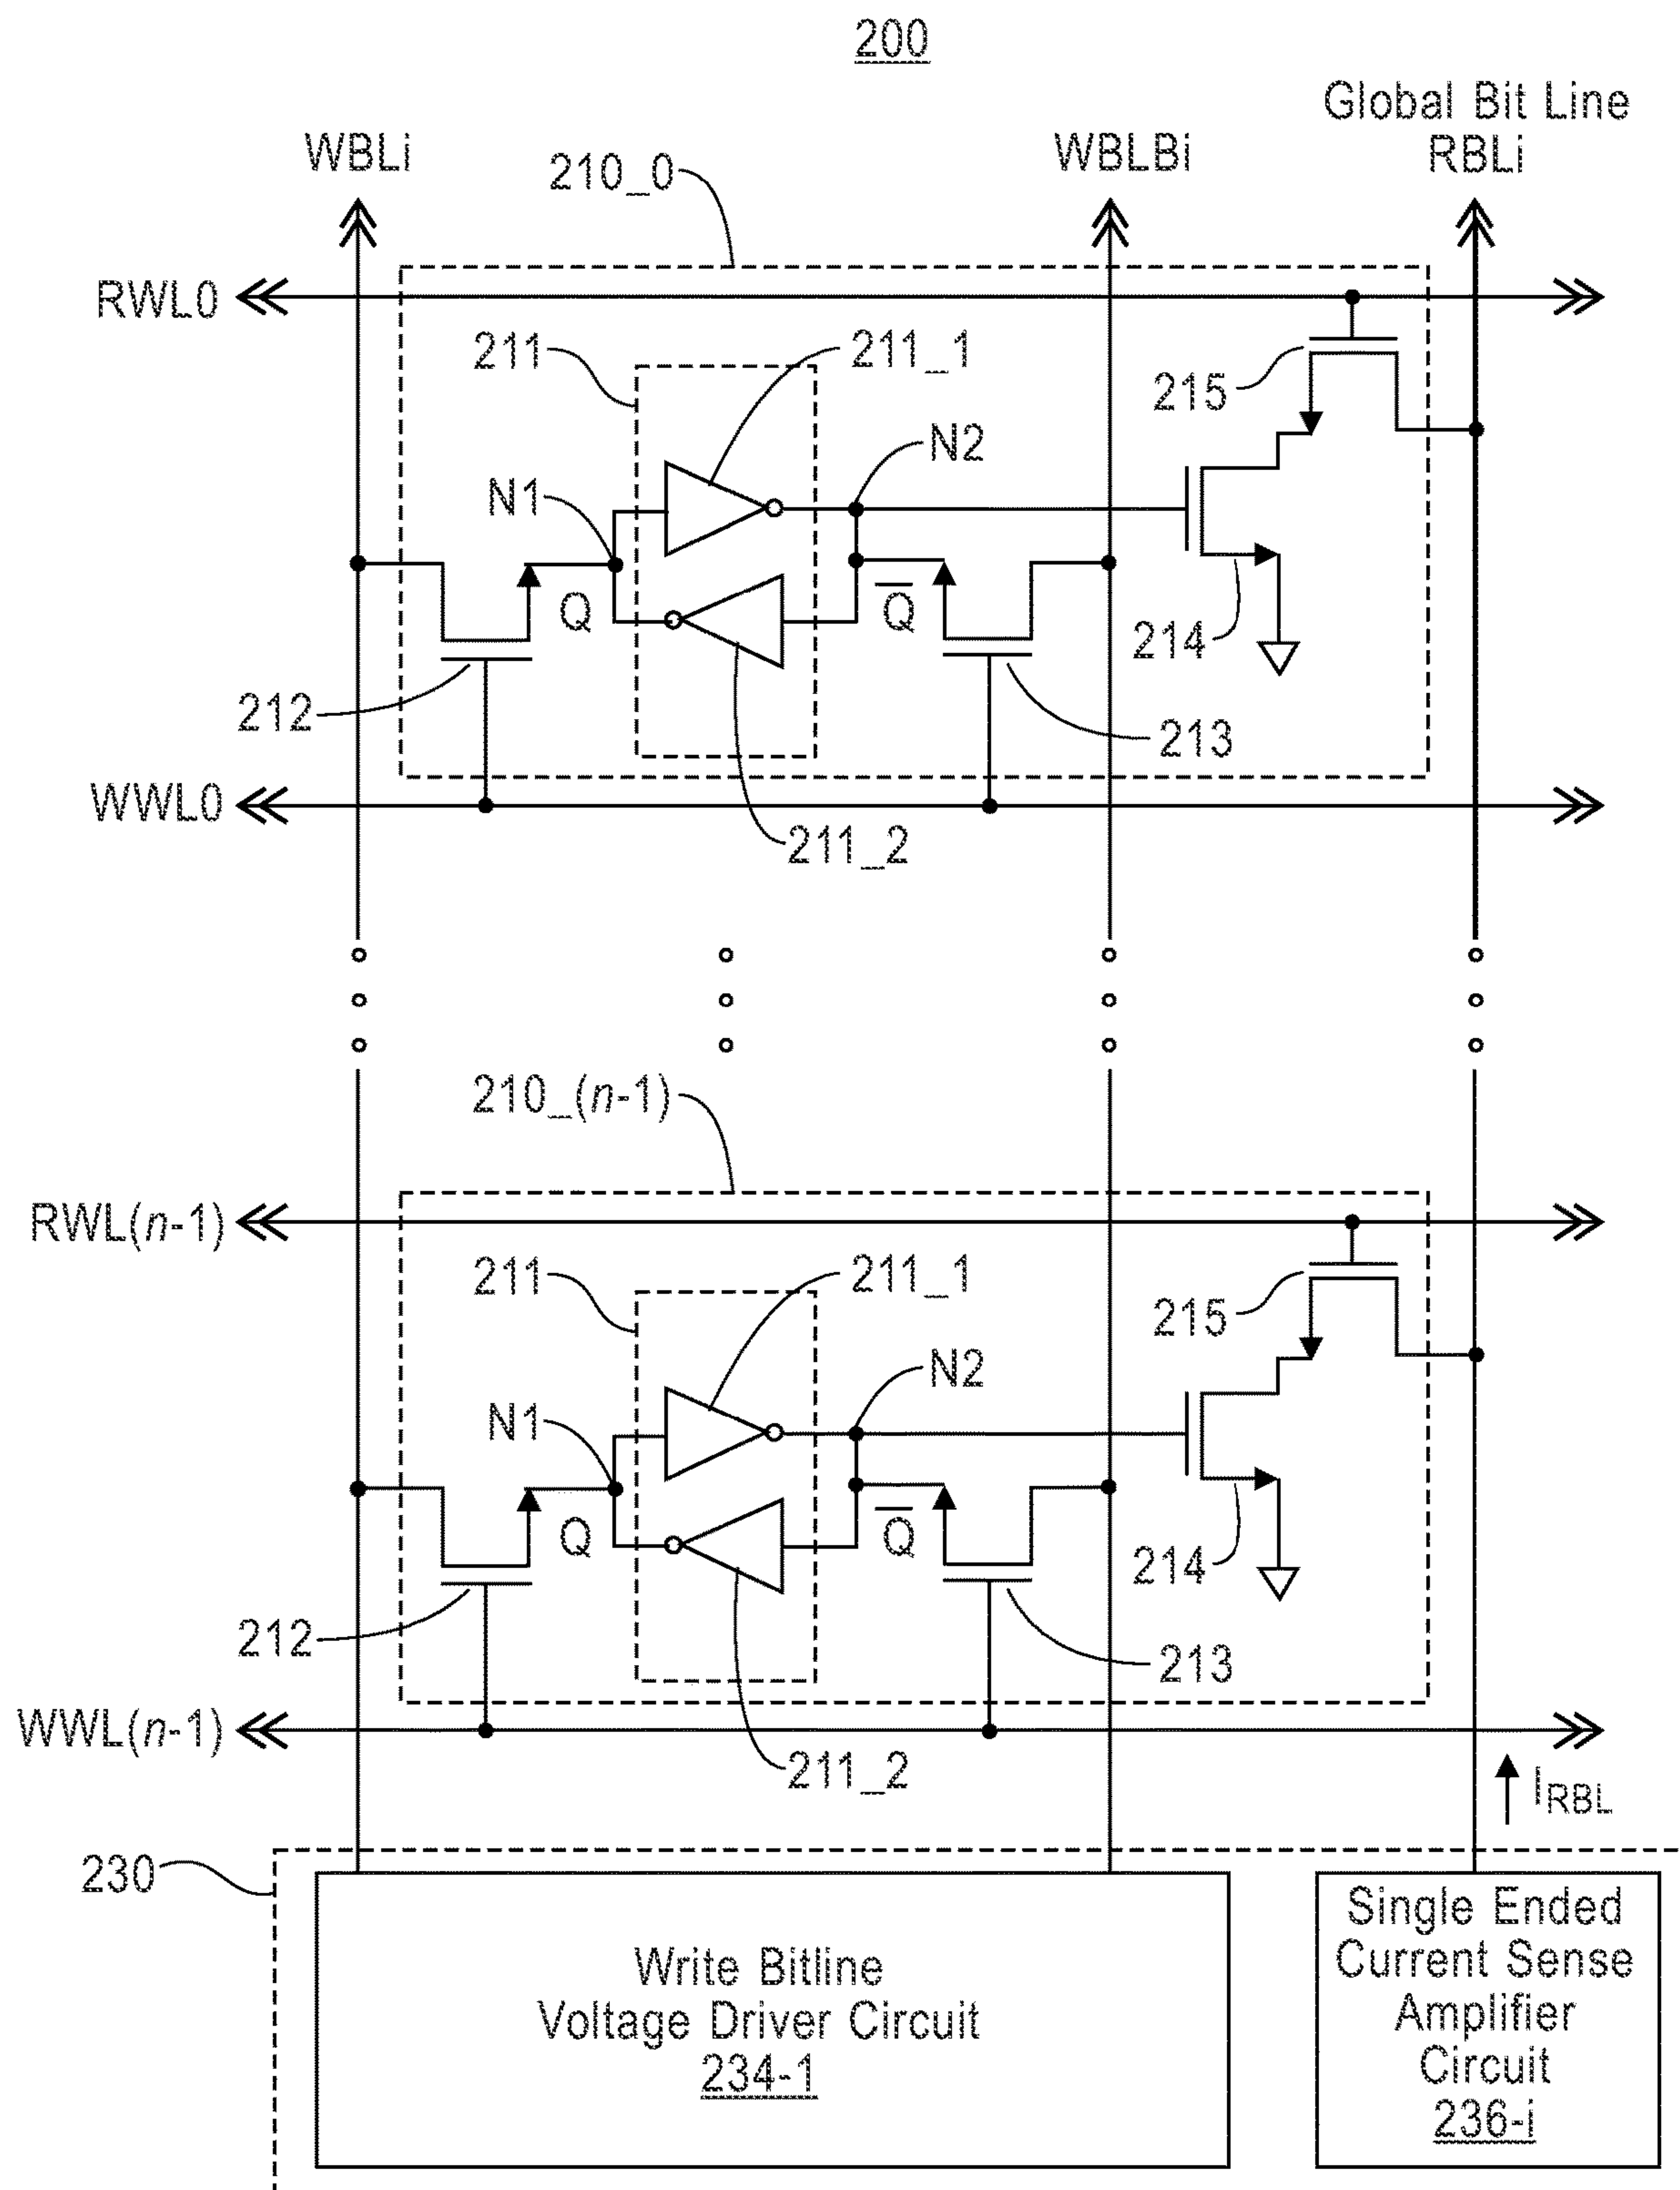 200
Global Bit Line
RBLi
WBLi
WBLBi
210_0
RWL0
211
211_1
215
N2
N1
Q
Q̅
214
212
213
WWL0
211_2
210_(n-1)
RWL(n-1)
211
211_1
215
N2
N1
Q
Q̅
214
212
213
WWL(n-1)
211_2
IRBL
230
Write Bitline
Voltage Driver Circuit
234-1
Single Ended
Current Sense
Amplifier
Circuit
236-i